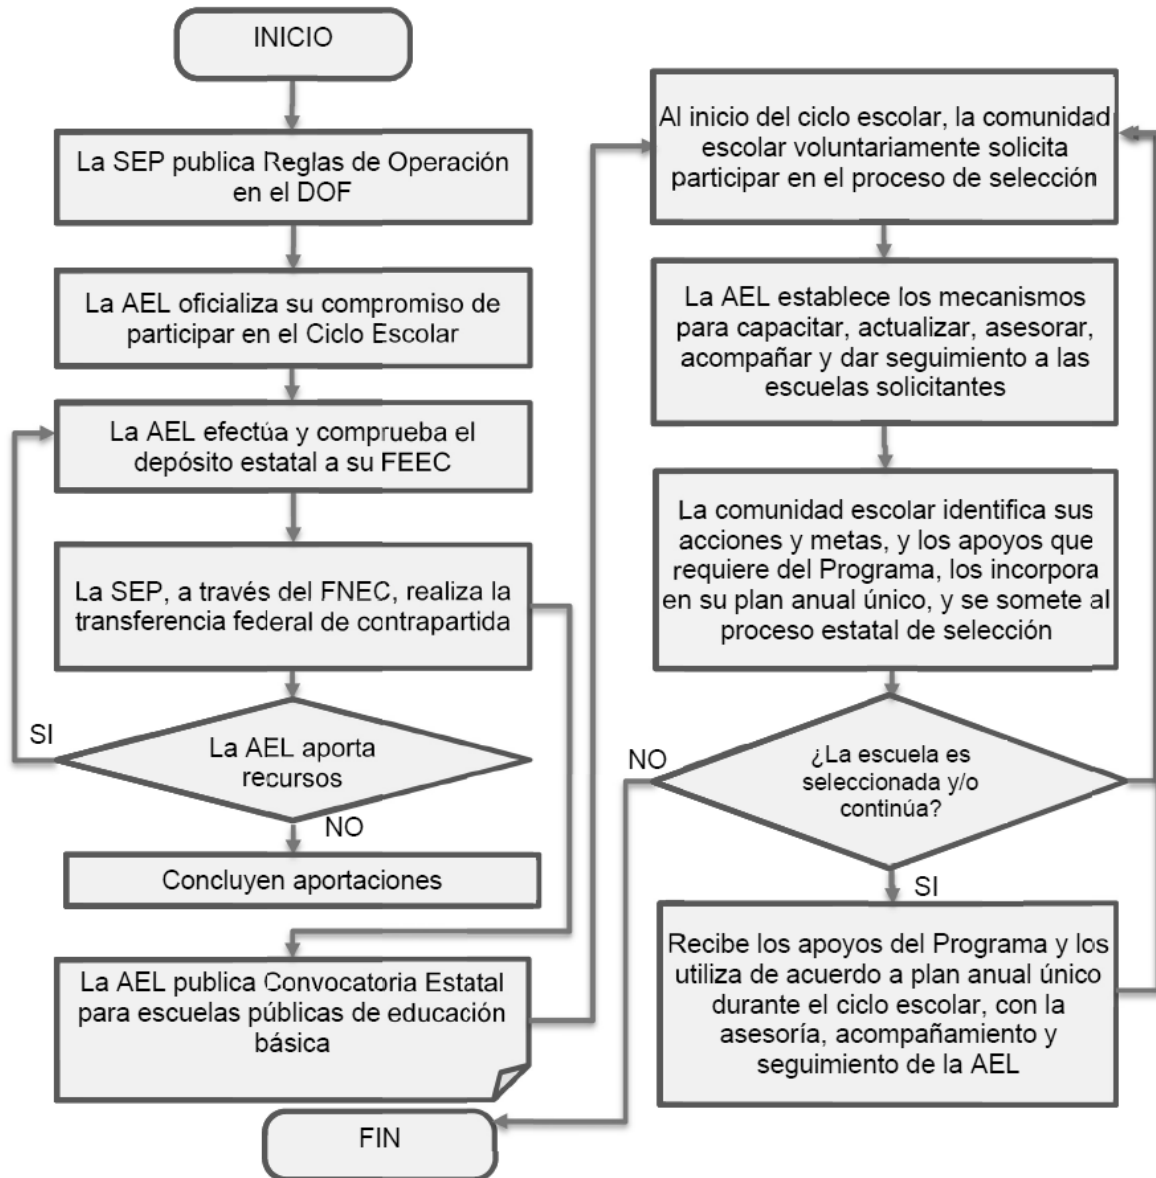 INICIO
La SEP publica Reglas de Operación
en el DOF
La AEL oficializa su compromiso de
participar en el Ciclo Escolar
La AEL efectúa y comprueba el
depósito estatal a su FEEC
La SEP, a través del FNEC, realiza la
transferencia federal de contrapartida
SI
La AEL aporta
recursos
NO
Concluyen aportaciones
La AEL publica Convocatoria Estatal
para escuelas públicas de educación
básica
Al inicio del ciclo escolar, la comunidad
escolar voluntariamente solicita
participar en el proceso de selección
La AEL establece los mecanismos
para capacitar, actualizar, asesorar,
acompañar y dar seguimiento a las
escuelas solicitantes
La comunidad escolar identifica sus
acciones y metas, y los apoyos que
requiere del Programa, los incorpora
en su plan anual único, y se somete al
proceso estatal de selección
NO
¿La escuela es
seleccionada y/o
continúa?
SI
Recibe los apoyos del Programa y los
utiliza de acuerdo a plan anual único
durante el ciclo escolar, con la
asesoría, acompañamiento y
seguimiento de la AEL
FIN